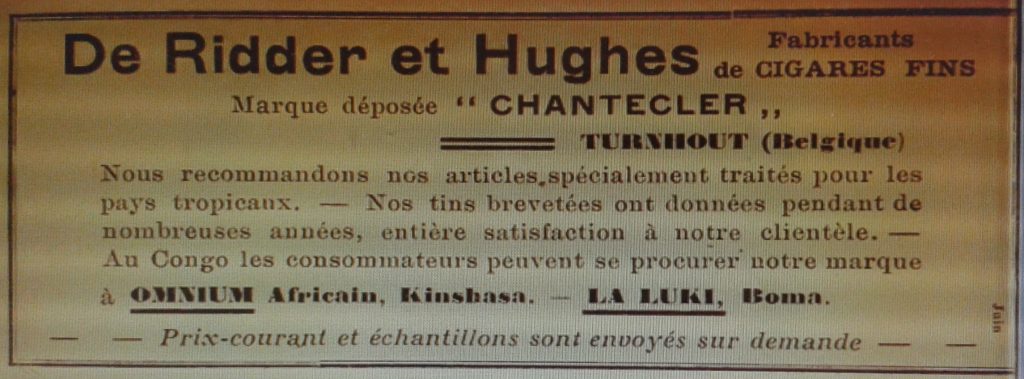 De Ridder et Hughes Fabricants
de CIGARES FINS
Marque déposée “ CHANTECLER „
TURNHOUT (Belgique)
Nous recommandons nos articles spécialement traités pour les
pays tropicaux. — Nos tins brevetées ont données pendant de
nombreuses années, entière satisfaction à notre clientèle. —
Au Congo les consommateurs peuvent se procurer notre marque
à OMNIUM Africain, Kinshasa. — LA LUKI, Boma.
— — Prix-courant et échantillons sont envoyés sur demande — —
Juin